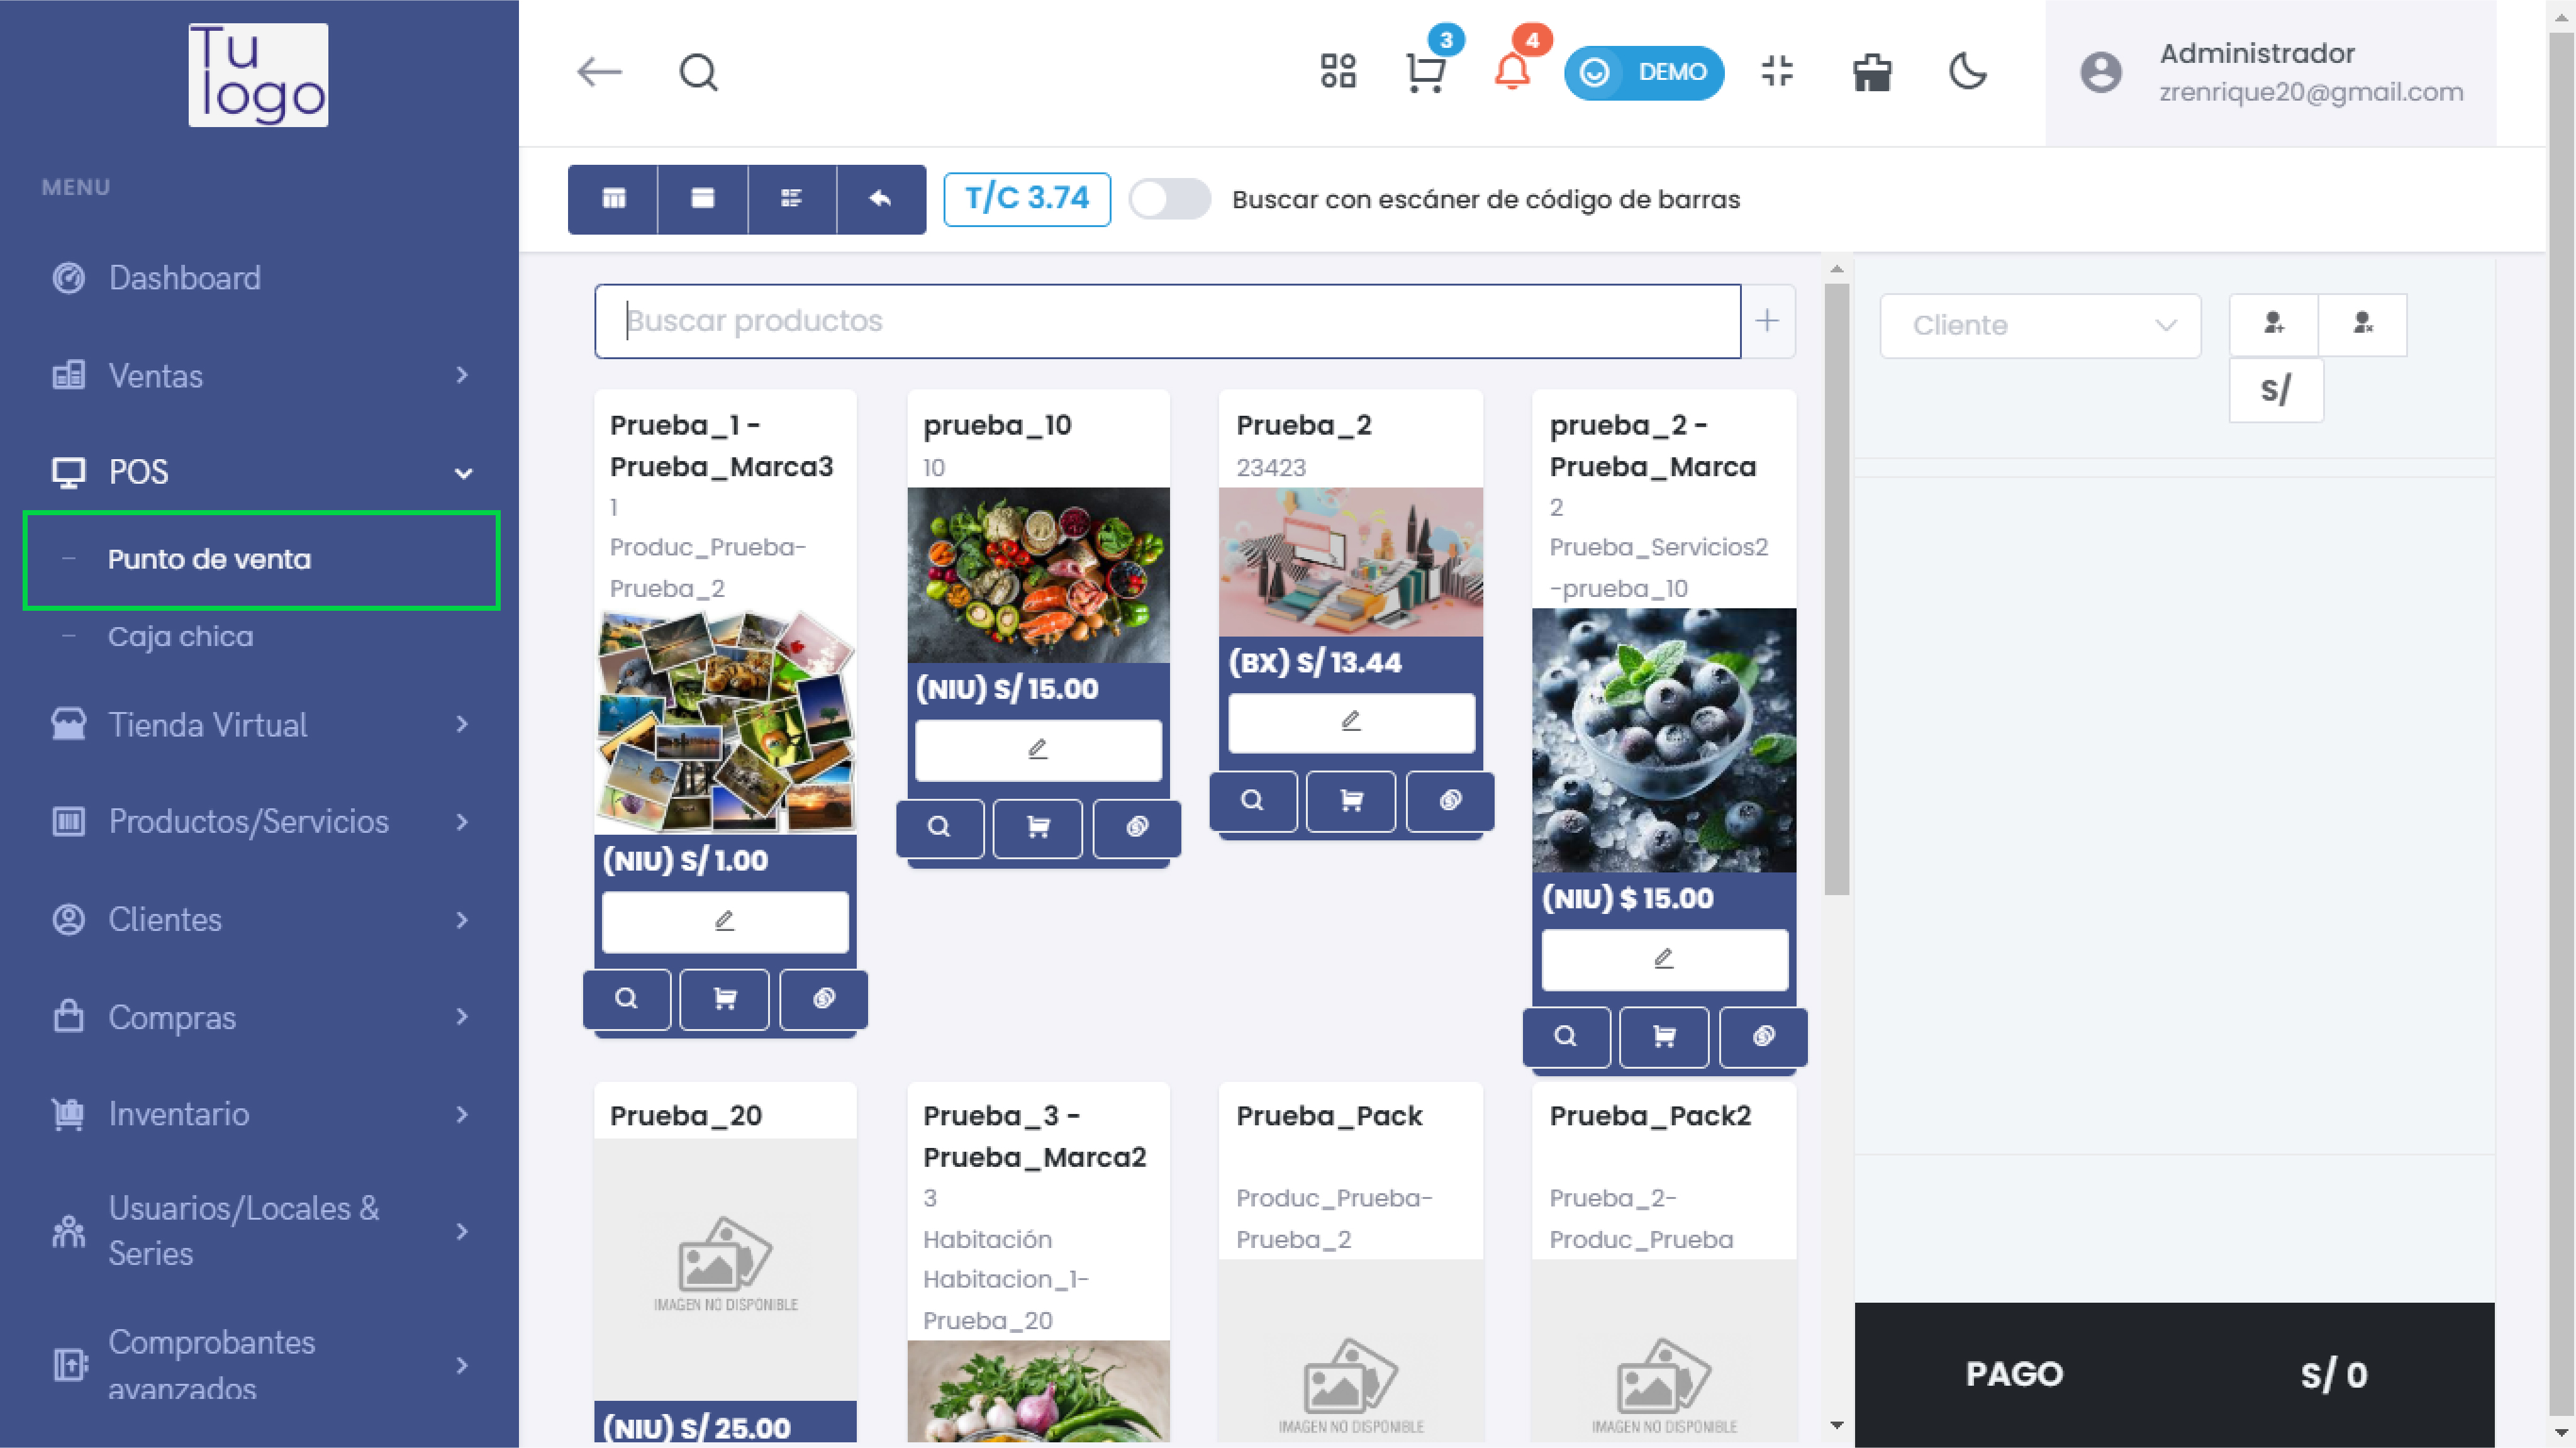 Tu
logo
MENU
Dashboard
Ventas
POS
Punto de venta
Caja chica
Tienda Virtual
Productos/Servicios
Clientes
Compras
Inventario
Usuarios/Locales &
Series
Comprobantes
avanzados
3
4
DEMO
Administrador
zrenrique20@gmail.com
T/C 3.74
Buscar con escáner de código de barras
Buscar productos
Prueba_1 -
Prueba_Marca3
1
Produc_Prueba-
Prueba_2
(NIU) S/ 1.00
prueba_10
10
(NIU) S/ 15.00
Prueba_2
23423
(BX) S/ 13.44
prueba_2 -
Prueba_Marca
2
Prueba_Servicios2
-prueba_10
(NIU) $ 15.00
Prueba_20
IMAGEN NO DISPONIBLE
(NIU) S/ 25.00
Prueba_3 -
Prueba_Marca2
3
Habitación
Habitacion_1-
Prueba_20
Prueba_Pack
Produc_Prueba-
Prueba_2
IMAGEN NO DISPONIBLE
Prueba_Pack2
Prueba_2-
Produc_Prueba
IMAGEN NO DISPONIBLE
Cliente
S/
PAGO
S/ 0